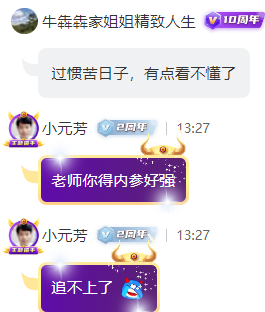 牛犇犇家姐姐精致人生 10周年
过惯苦日子，有点看不懂了
小元芳 2周年 13:27
老师你得内参好强
小元芳 2周年 13:27
追不上了